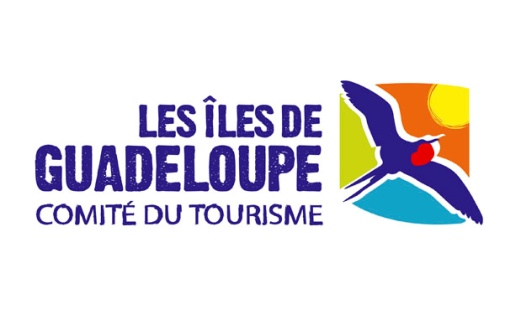 LES ÎLES DE
GUADELOUPE
COMITÉ DU TOURISME